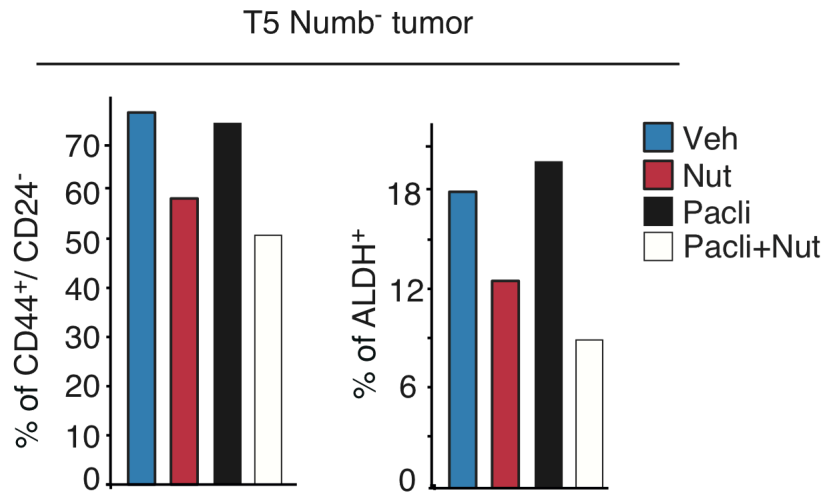 T5 Numb- tumor
% of CD44+/ CD24-
70
60
50
40
30
20
10
0
% of ALDH+
18
12
6
0
Veh
Nut
Pacli
Pacli+Nut